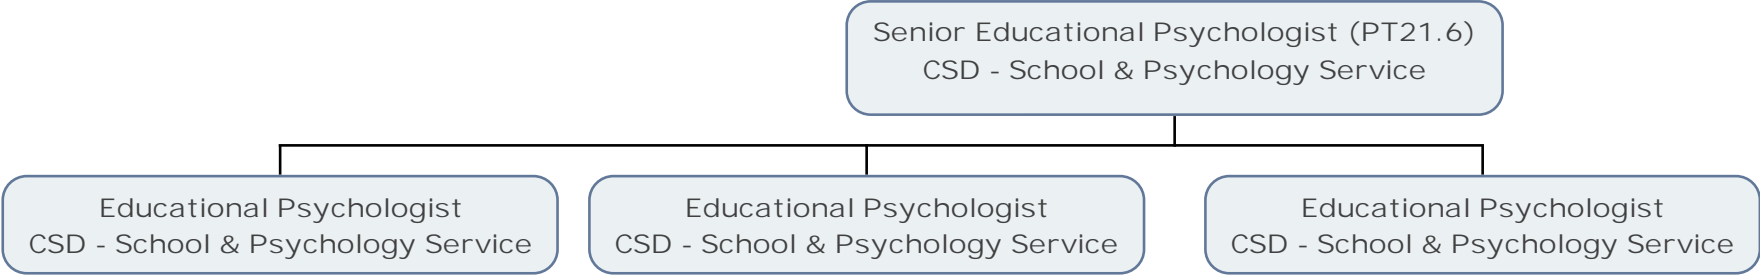 Senior Educational Psychologist (PT21.6)
CSD - School & Psychology Service
Educational Psychologist
CSD - School & Psychology Service
Educational Psychologist
CSD - School & Psychology Service
Educational Psychologist
CSD - School & Psychology Service